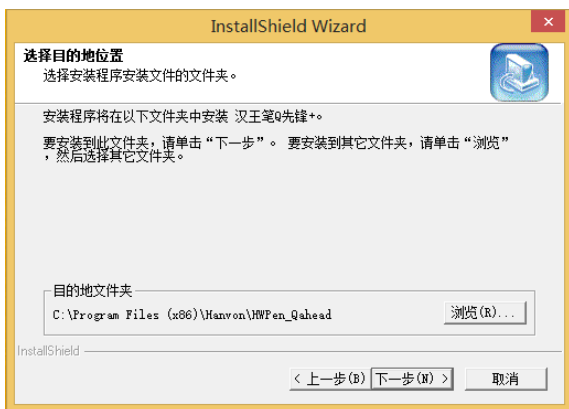 InstallShield Wizard
选择目的地位置
选择安装程序安装文件的文件夹。
安装程序将在以下文件夹中安装 汉王笔Q先锋+。
要安装到此文件夹，请单击“下一步”。 要安装到其它文件夹，请单击“浏览”
，然后选择其它文件夹。
目的地文件夹
C:\Program Files (x86)\Hanvon\HWPen_Qahead
浏览(R)...
InstallShield
< 上一步(B) 下一步(N) > 取消